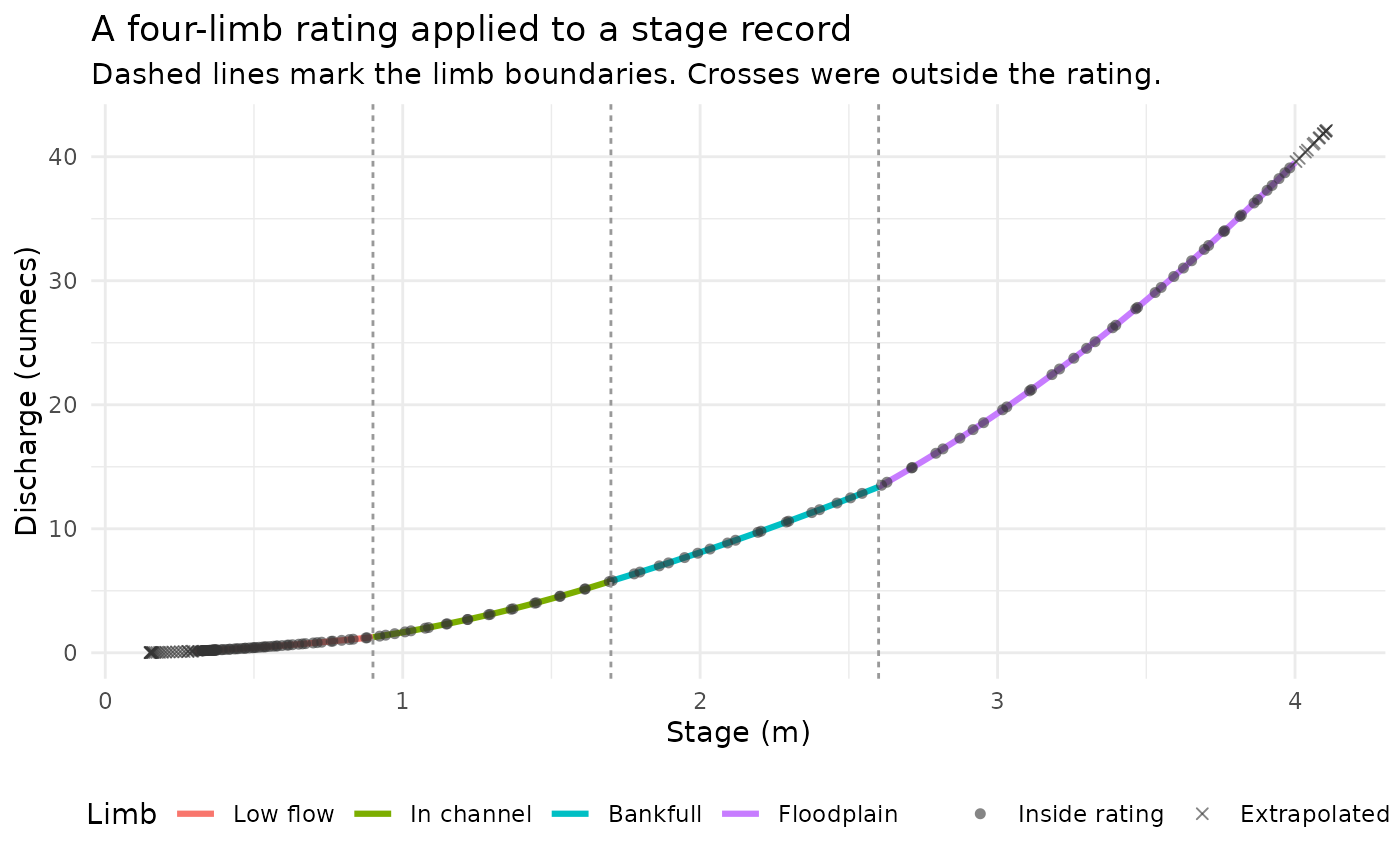 A four-limb rating applied to a stage record
Dashed lines mark the limb boundaries. Crosses were outside the rating.
Discharge (cumecs)
40
30
20
10
0
0 1 2 3 4
Stage (m)
Limb Low flow In channel Bankfull Floodplain Inside rating Extrapolated